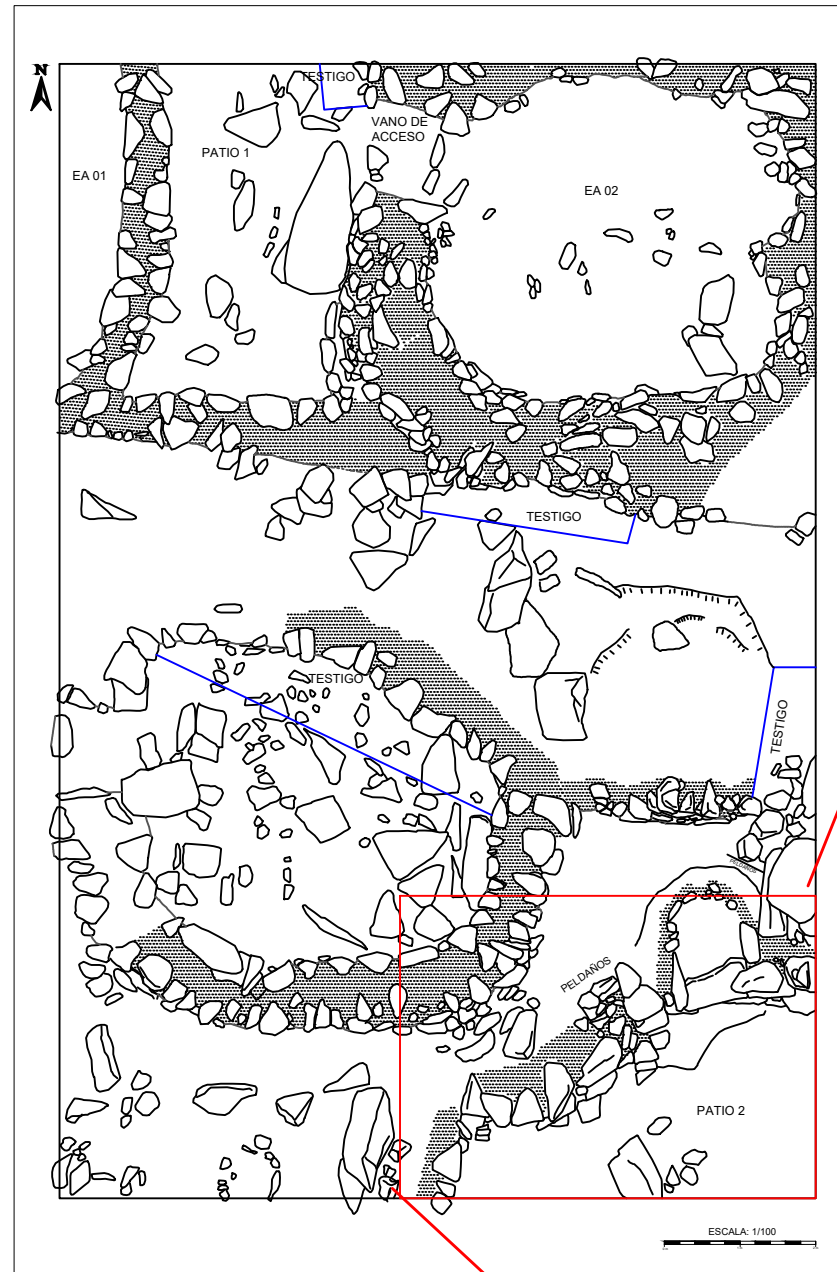 N
TESTIGO
VANO DE
ACCESO
PATIO 1
EA 01
EA 02
TESTIGO
TESTIGO
TESTIGO
PELDAÑOS
PELDAÑOS
PATIO 2
ESCALA: 1/100